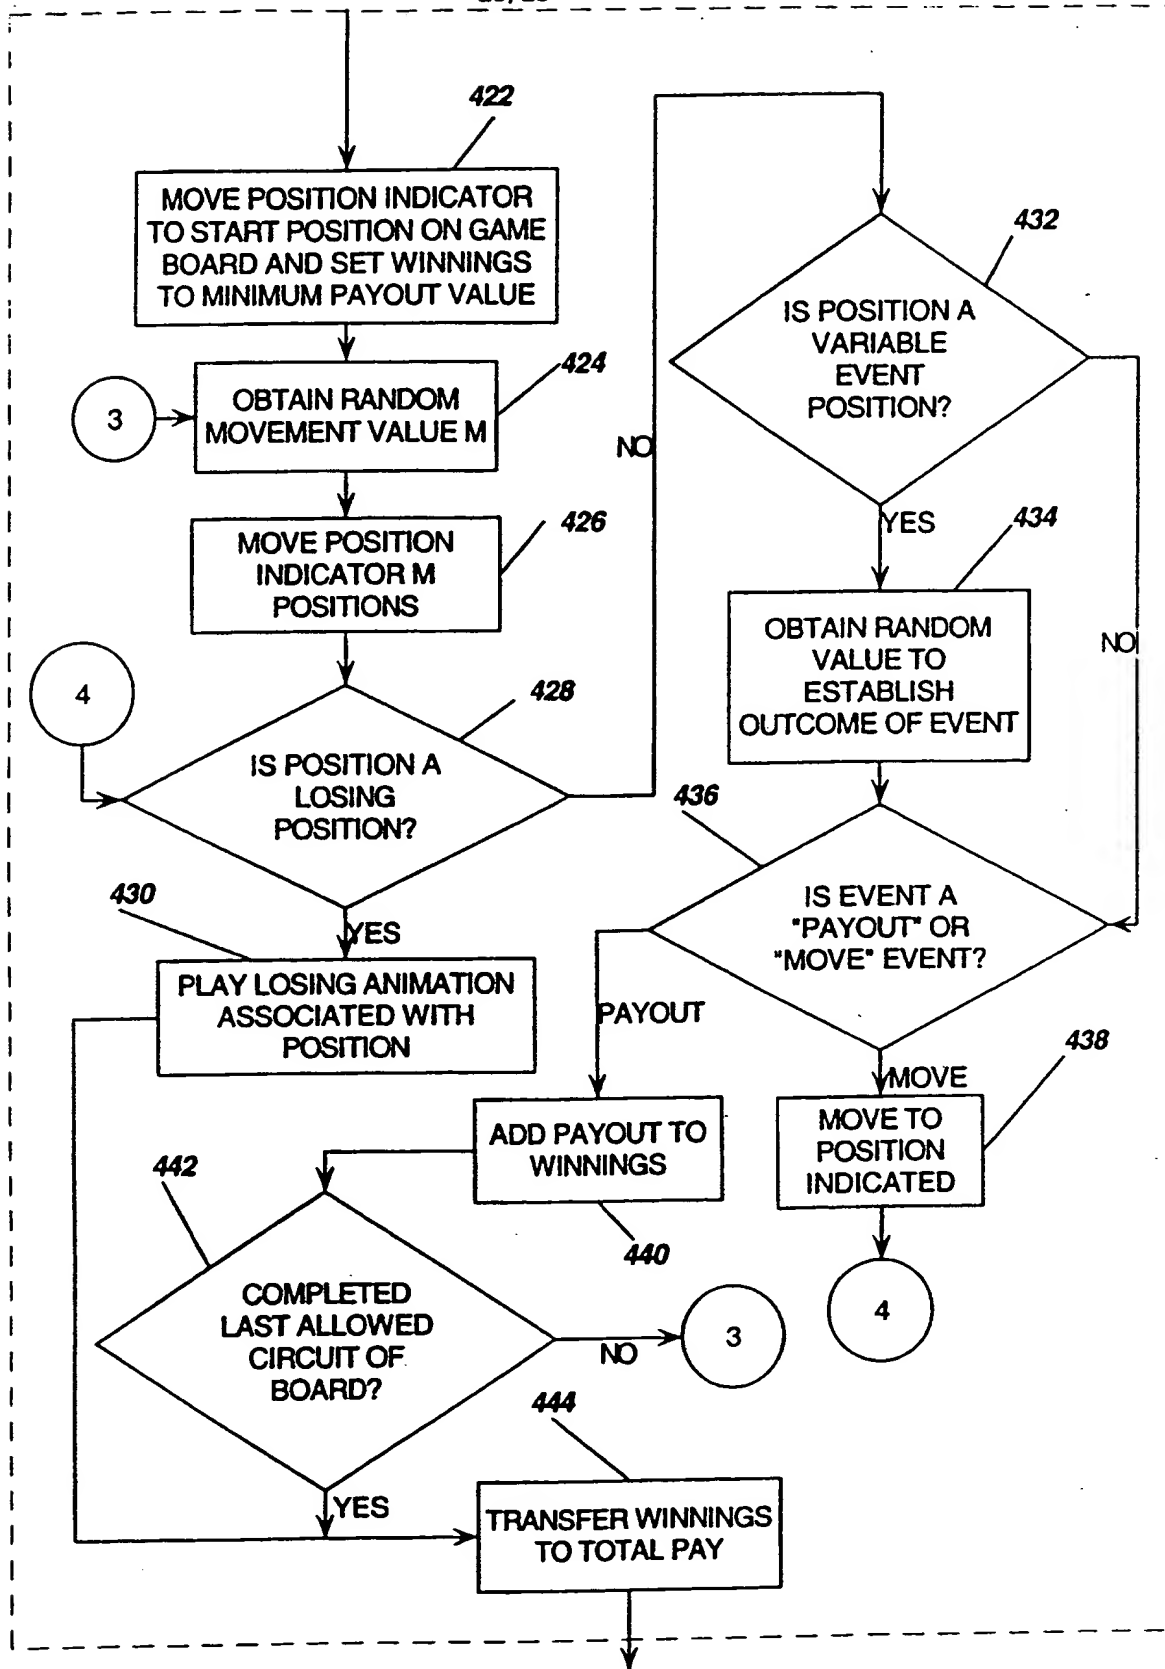 422
MOVE POSITION INDICATOR
TO START POSITION ON GAME
BOARD AND SET WINNINGS
TO MINIMUM PAYOUT VALUE
424
3
OBTAIN RANDOM
MOVEMENT VALUE M
426
MOVE POSITION
INDICATOR M
POSITIONS
4
428
IS POSITION A
LOSING
POSITION?
NO
430
YES
PLAY LOSING ANIMATION
ASSOCIATED WITH
POSITION
432
IS POSITION A
VARIABLE
EVENT
POSITION?
YES
NO
434
OBTAIN RANDOM
VALUE TO
ESTABLISH
OUTCOME OF EVENT
436
IS EVENT A
"PAYOUT" OR
"MOVE" EVENT?
PAYOUT
MOVE
438
MOVE TO
POSITION
INDICATED
4
ADD PAYOUT TO
WINNINGS
440
442
COMPLETED
LAST ALLOWED
CIRCUIT OF
BOARD?
NO
3
YES
444
TRANSFER WINNINGS
TO TOTAL PAY